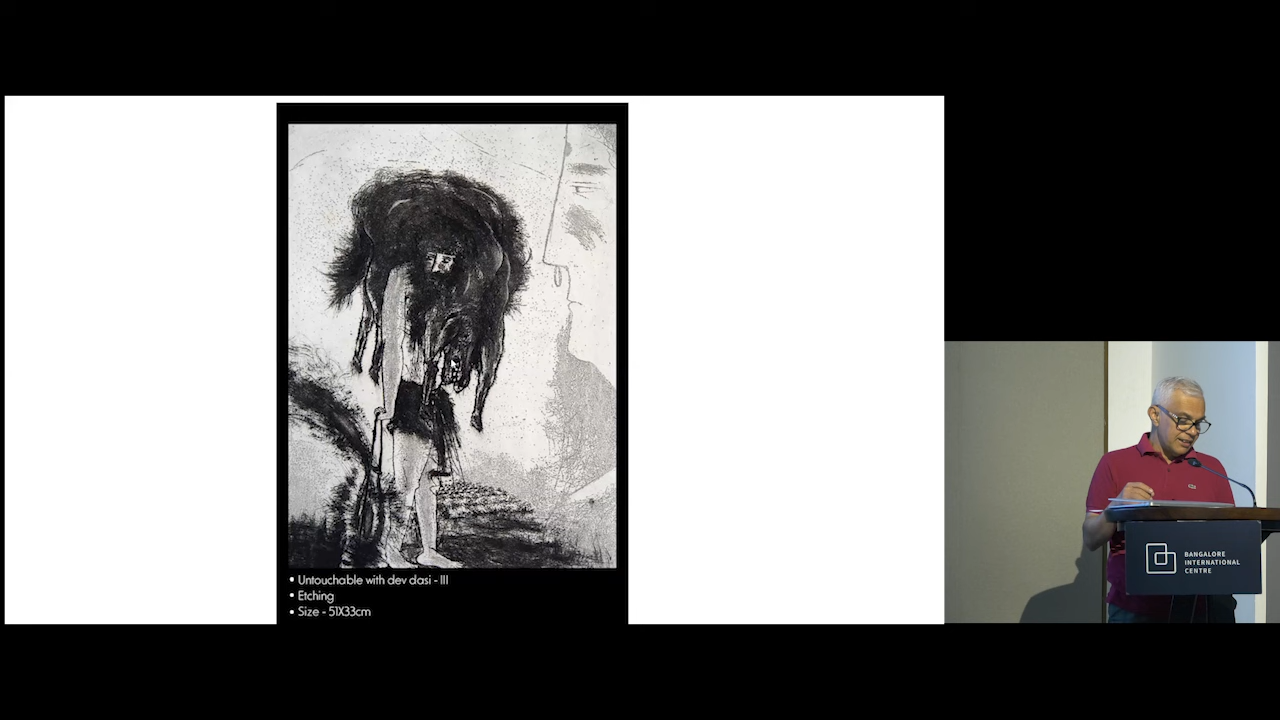 • Untouchable with dev dasi - III
• Etching
• Size - 51X33cm
BANGALORE
INTERNATIONAL
CENTRE